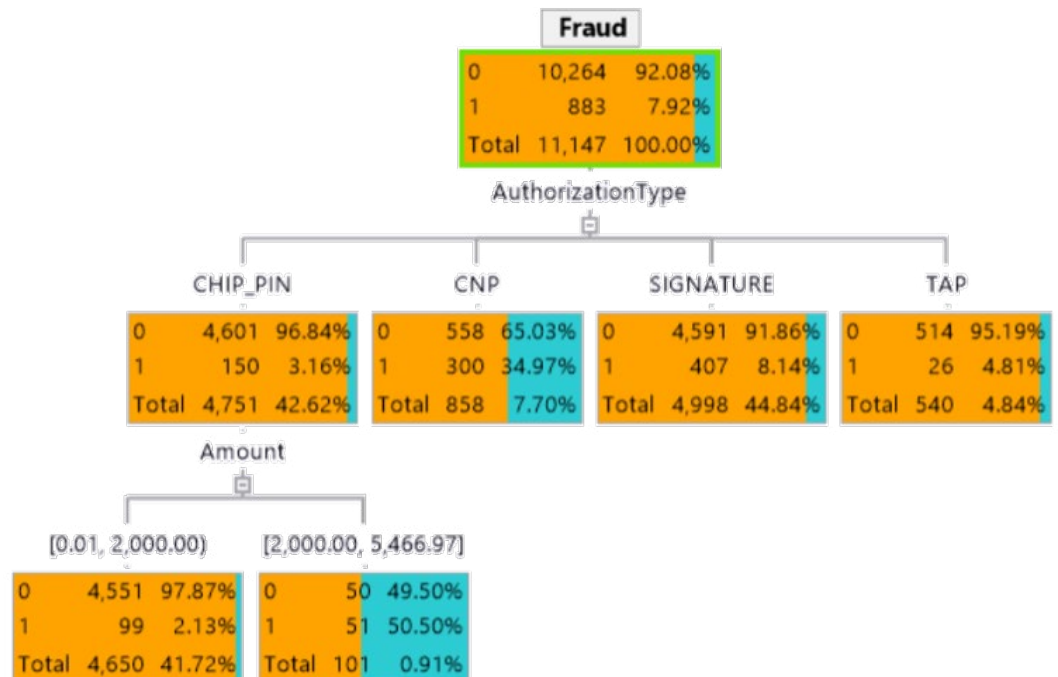 Fraud
0 10,264 92.08%
1 883 7.92%
Total 11,147 100.00%
AuthorizationType
CHIP_PIN CNP SIGNATURE TAP
0 4,601 96.84% 0 558 65.03% 0 4,591 91.86% 0 514 95.19%
1 150 3.16% 1 300 34.97% 1 407 8.14% 1 26 4.81%
Total 4,751 42.62% Total 858 7.70% Total 4,998 44.84% Total 540 4.84%
Amount
[0.01, 2,000.00) [2,000.00, 5,466.97]
0 4,551 97.87% 0 50 49.50%
1 99 2.13% 1 51 50.50%
Total 4,650 41.72% Total 101 0.91%